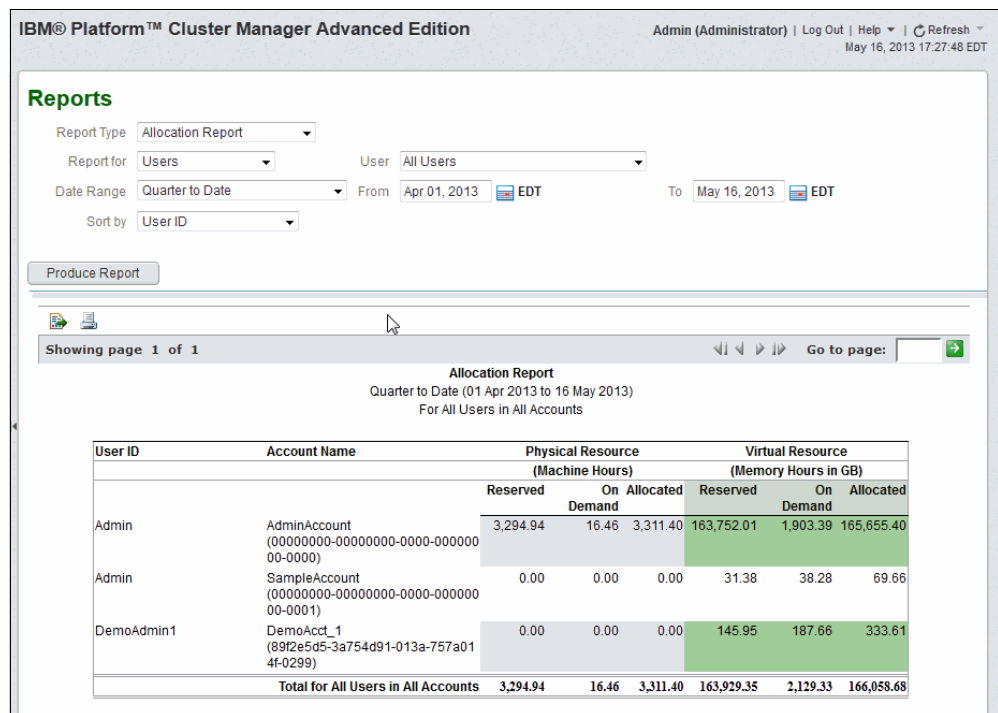 IBM® Platform™ Cluster Manager Advanced Edition
Admin (Administrator) | Log Out | Help | Refresh
May 16, 2013 17:27:48 EDT
Reports
Report Type Allocation Report
Report for Users User All Users
Date Range Quarter to Date From Apr 01, 2013 EDT To May 16, 2013 EDT
Sort by User ID
Produce Report
Showing page 1 of 1 Go to page:
Allocation Report
Quarter to Date (01 Apr 2013 to 16 May 2013)
For All Users in All Accounts
User ID Account Name Physical Resource Virtual Resource
(Machine Hours) (Memory Hours in GB)
Reserved On Allocated Reserved On Allocated
Demand Demand
Admin AdminAccount 3,294.94 16.46 3,311.40 163,752.01 1,903.39 165,655.40
(00000000-00000000-0000-000000
00-0000)
Admin SampleAccount 0.00 0.00 0.00 31.38 38.28 69.66
(00000000-00000000-0000-000000
00-0001)
DemoAdmin1 DemoAcct_1 0.00 0.00 0.00 145.95 187.66 333.61
(89f2e5d5-3a754d91-013a-757a01
4f-0299)
Total for All Users in All Accounts 3,294.94 16.46 3,311.40 163,929.35 2,129.33 166,058.68